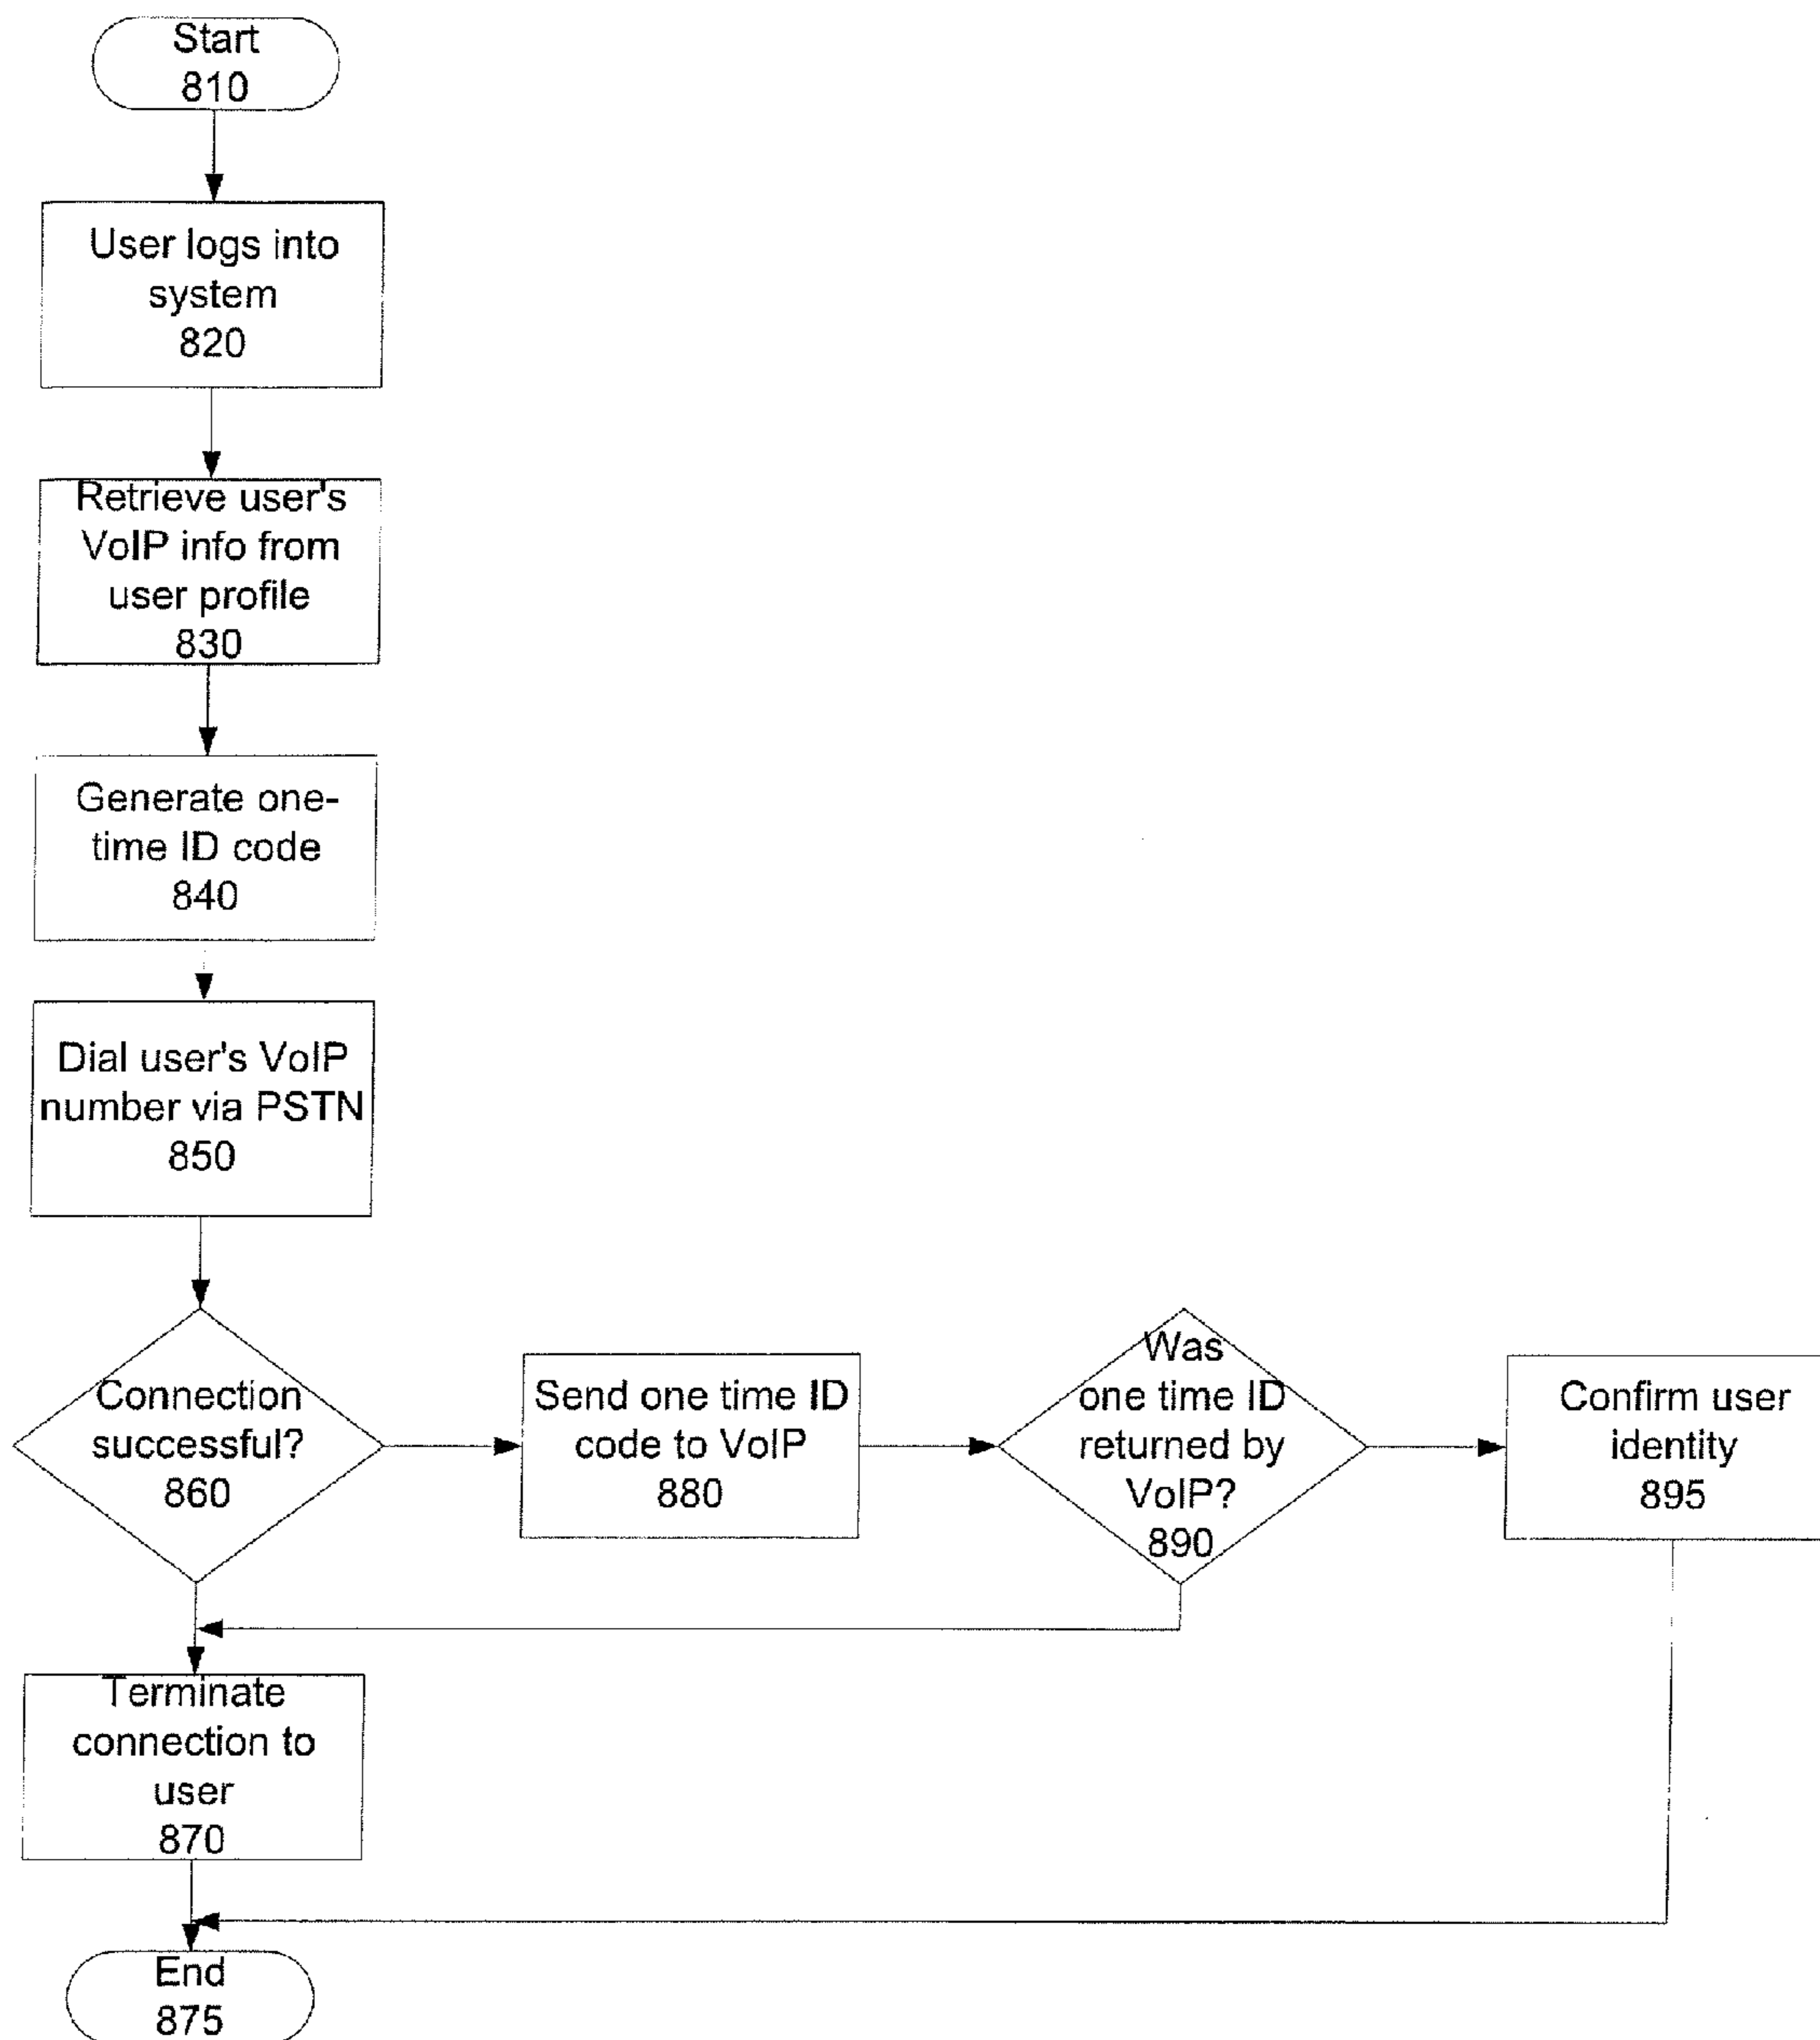 Start
810
User logs into
system
820
Retrieve user's
VoIP info from
user profile
830
Generate one-
time ID code
840
Dial user's VoIP
number via PSTN
850
Connection
successful?
860
Send one time ID
code to VoIP
880
Was
one time ID
returned by
VoIP?
890
Confirm user
identity
895
Terminate
connection to
user
870
End
875